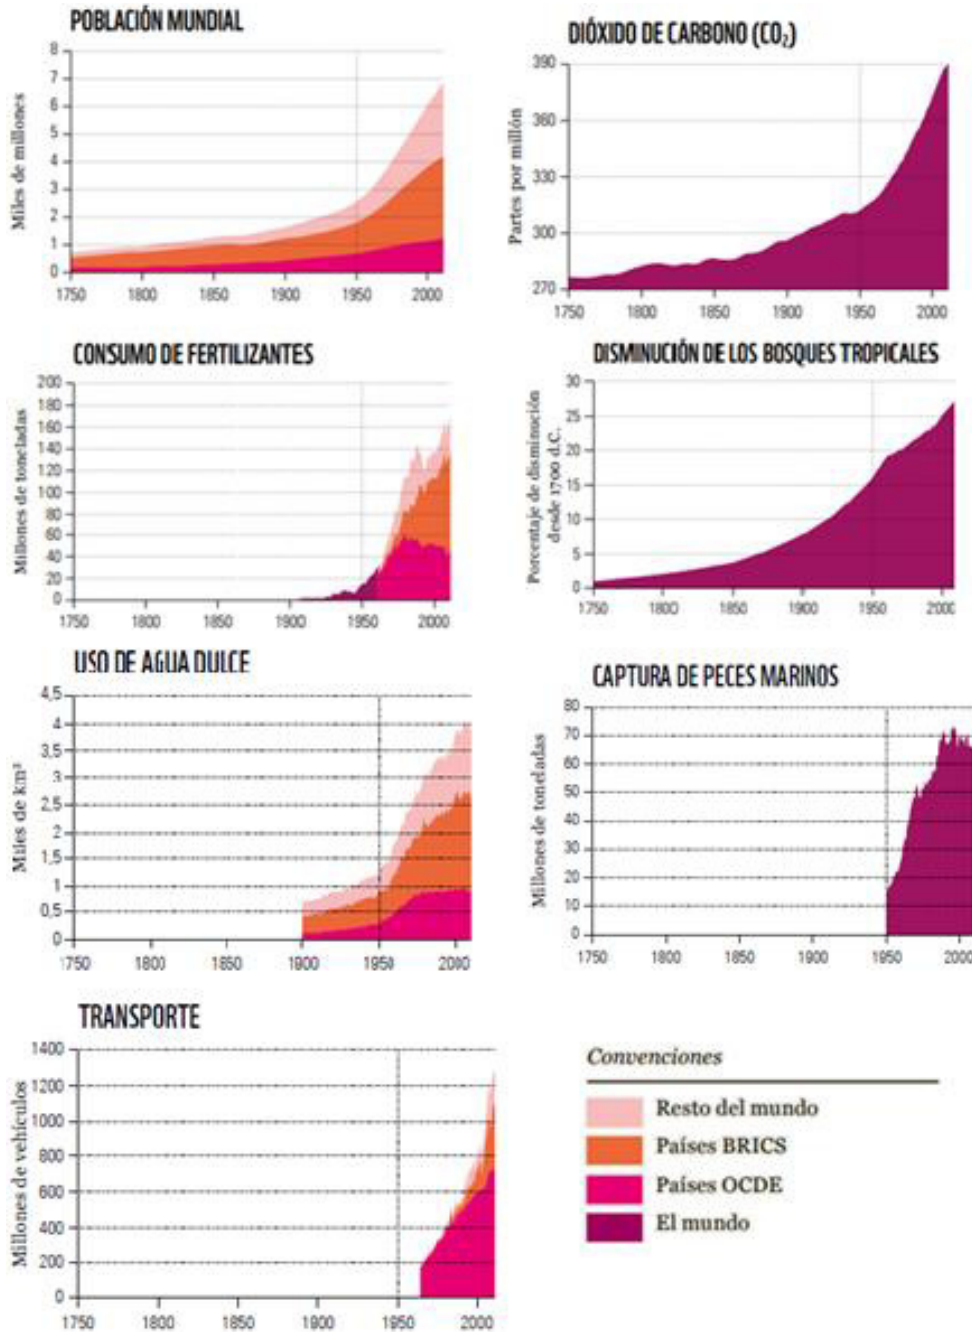 POBLACIÓN MUNDIAL
Miles de millones
8
7
6
5
4
3
2
1
0
1750 1800 1850 1900 1950 2000
DIÓXIDO DE CARBONO (CO₂)
Partes por millón
390
360
330
300
270
1750 1800 1850 1900 1950 2000
CONSUMO DE FERTILIZANTES
Millones de toneladas
200
180
160
140
120
100
80
60
40
20
0
1750 1800 1850 1900 1950 2000
DISMINUCIÓN DE LOS BOSQUES TROPICALES
Porcentaje de disminución
desde 1700 d.C.
30
25
20
15
10
5
0
1750 1800 1850 1900 1950 2000
USO DE AGUA DULCE
Miles de km³
4,5
4
3,5
3
2,5
2
1,5
1
0,5
0
1750 1800 1850 1900 1950 2000
CAPTURA DE PECES MARINOS
Millones de toneladas
80
70
60
50
40
30
20
10
0
1750 1800 1850 1900 1950 2000
TRANSPORTE
Millones de vehículos
1400
1200
1000
800
600
400
200
0
1750 1800 1850 1900 1950 2000
Convenciones
Resto del mundo
Países BRICS
Países OCDE
El mundo